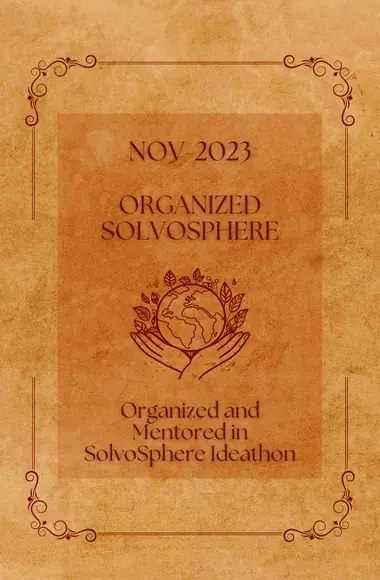 NOV 2023
ORGANIZED
SOLVOSPHERE
Organized and
Mentored in
SolvoSphere Ideathon